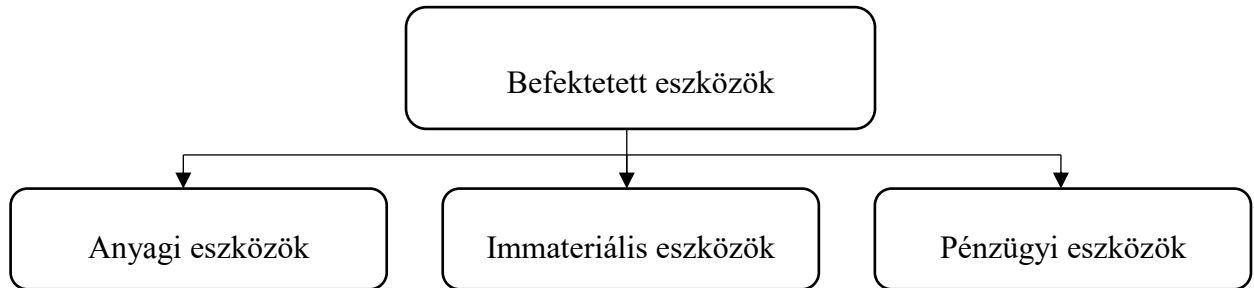 Befektetett eszközök
Anyagi eszközök
Immateriális eszközök
Pénzügyi eszközök